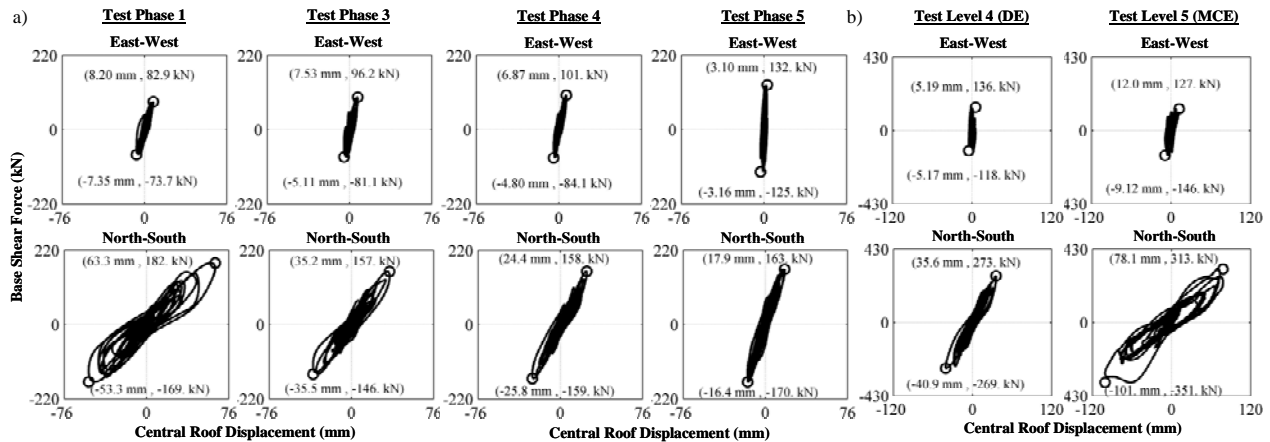 a) Test Phase 1 Test Phase 3 Test Phase 4 Test Phase 5 b) Test Level 4 (DE) Test Level 5 (MCE)
East-West East-West East-West East-West East-West East-West
220 220 220 220 430 430
(8.20 mm , 82.9 kN) (7.53 mm , 96.2 kN) (6.87 mm , 101. kN) (3.10 mm , 132. kN) (5.19 mm , 136. kN) (12.0 mm , 127. kN)
0 0 0 0 0 0
(-7.35 mm , -73.7 kN) (-5.11 mm , -81.1 kN) (-4.80 mm , -84.1 kN) (-3.16 mm , -125. kN) (-5.17 mm , -118. kN) (-9.12 mm , -146. kN)
-220 -220 -220 -220 430 430
-76 0 76 -76 0 76 -76 0 76 -76 0 76 -120 0 120 -120 0 120
Base Shear Force (kN)
North-South North-South North-South North-South North-South North-South
220 220 220 220 430 430
(63.3 mm , 182. kN) (35.2 mm , 157. kN) (24.4 mm , 158. kN) (17.9 mm , 163. kN) (35.6 mm , 273. kN) (78.1 mm , 313. kN)
0 0 0 0 0 0
(-53.3 mm , -169. kN) (-35.5 mm , -146. kN) (-25.8 mm , -159. kN) (-16.4 mm , -170. kN) (-40.9 mm , -269. kN) (-101. mm , -351. kN)
-220 -220 -220 -220 430 430
-76 0 76 -76 0 76 -76 0 76 -76 0 76 -120 0 120 -120 0 120
Central Roof Displacement (mm) Central Roof Displacement (mm) Central Roof Displacement (mm)